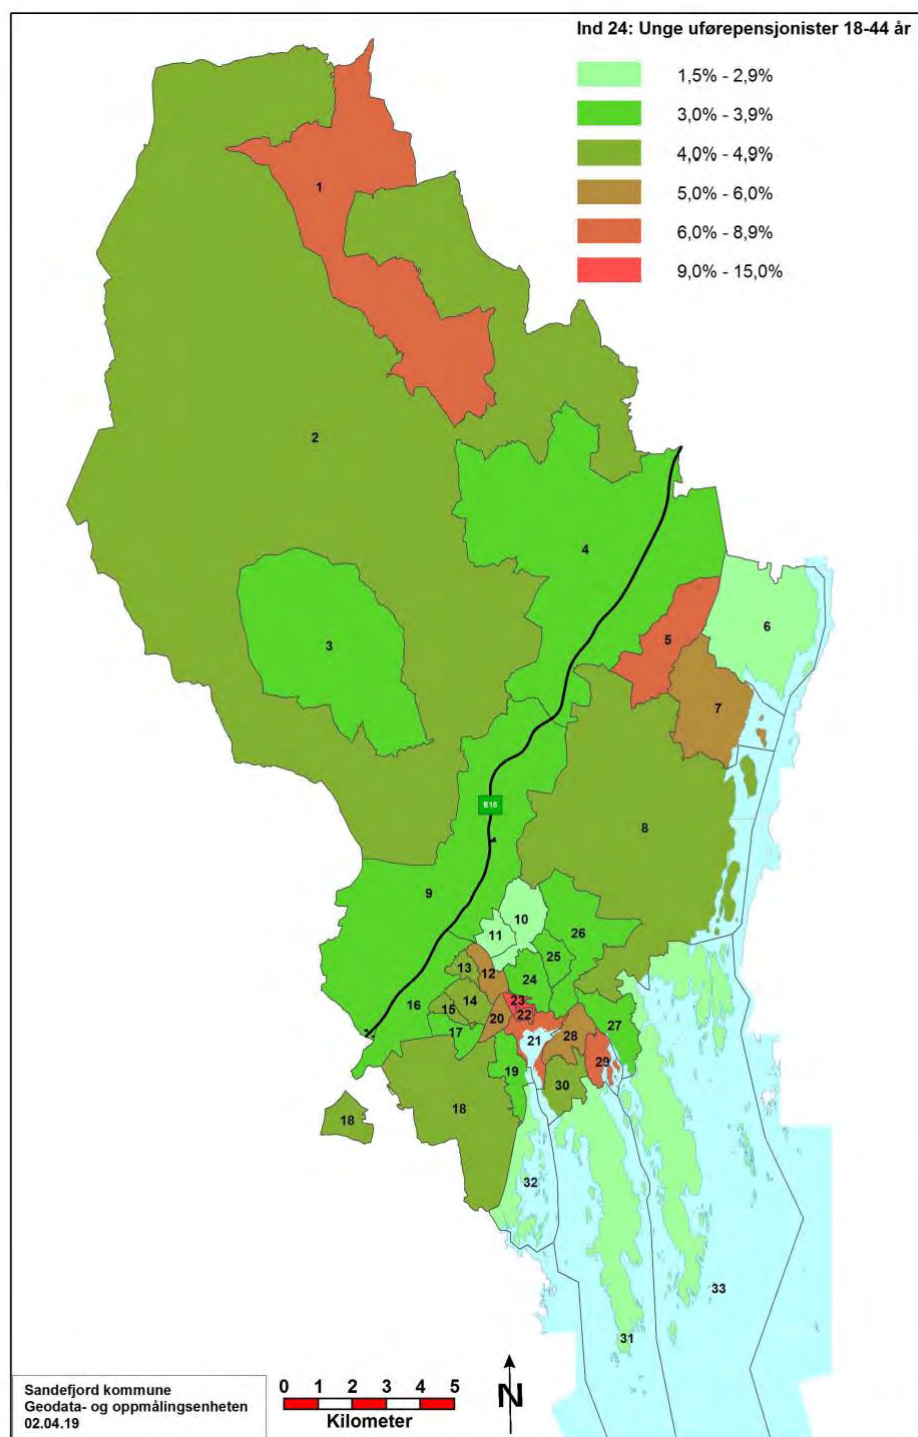 Ind 24: Unge uførepensjonister 18-44 år
1,5% - 2,9%
3,0% - 3,9%
4,0% - 4,9%
5,0% - 6,0%
6,0% - 8,9%
9,0% - 15,0%
1
2
4
3
5
6
7
E18
8
9
10
11
26
25
13
12
24
14
23
16
15
20
22
27
17
28
21
29
19
30
18
18
32
33
31
Sandefjord kommune
Geodata- og oppmålingsenheten
02.04.19
0 1 2 3 4 5
Kilometer
N